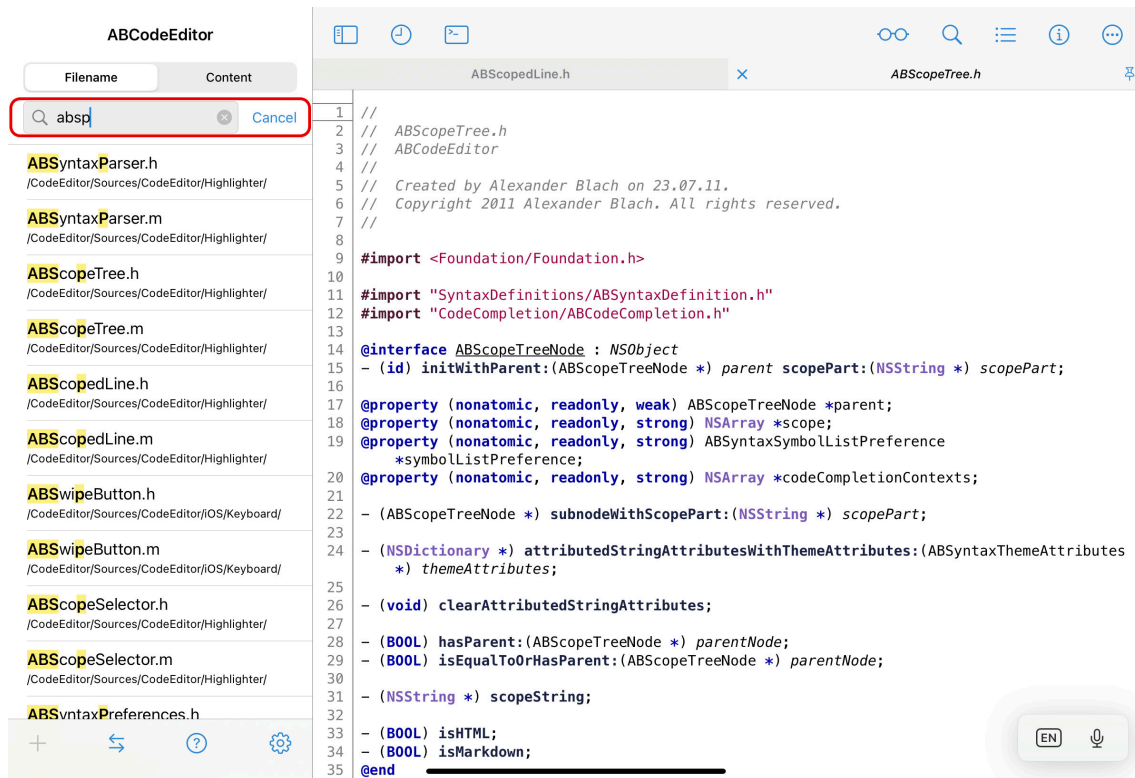 ABCodeEditor
Filename
Content
absp
Cancel
ABSyntaxParser.h
/CodeEditor/Sources/CodeEditor/Highlighter/
ABSyntaxParser.m
/CodeEditor/Sources/CodeEditor/Highlighter/
ABScopeTree.h
/CodeEditor/Sources/CodeEditor/Highlighter/
ABScopeTree.m
/CodeEditor/Sources/CodeEditor/Highlighter/
ABScopedLine.h
/CodeEditor/Sources/CodeEditor/Highlighter/
ABScopedLine.m
/CodeEditor/Sources/CodeEditor/Highlighter/
ABSwipeButton.h
/CodeEditor/Sources/CodeEditor/iOS/Keyboard/
ABSwipeButton.m
/CodeEditor/Sources/CodeEditor/iOS/Keyboard/
ABScopeSelector.h
/CodeEditor/Sources/CodeEditor/Highlighter/
ABScopeSelector.m
/CodeEditor/Sources/CodeEditor/Highlighter/
ABSyntaxPreferences.h
ABScopedLine.h
ABScopeTree.h
1 //
2 //  ABScopeTree.h
3 //  ABCodeEditor
4 //
5 //  Created by Alexander Blach on 23.07.11.
6 //  Copyright 2011 Alexander Blach. All rights reserved.
7 //
8
9 #import <Foundation/Foundation.h>
10
11 #import "SyntaxDefinitions/ABSyntaxDefinition.h"
12 #import "CodeCompletion/ABCodeCompletion.h"
13
14 @interface ABScopeTreeNode : NSObject
15 - (id) initWithParent:(ABScopeTreeNode *) parent scopePart:(NSString *) scopePart;
16
17 @property (nonatomic, readonly, weak) ABScopeTreeNode *parent;
18 @property (nonatomic, readonly, strong) NSArray *scope;
19 @property (nonatomic, readonly, strong) ABSyntaxSymbolListPreference
*symbolListPreference;
20 @property (nonatomic, readonly, strong) NSArray *codeCompletionContexts;
21
22 - (ABScopeTreeNode *) subnodeWithScopePart:(NSString *) scopePart;
23
24 - (NSDictionary *) attributedStringAttributesWithThemeAttributes:(ABSyntaxThemeAttributes
*) themeAttributes;
25
26 - (void) clearAttributedStringAttributes;
27
28 - (BOOL) hasParent:(ABScopeTreeNode *) parentNode;
29 - (BOOL) isEqualToOrHasParent:(ABScopeTreeNode *) parentNode;
30
31 - (NSString *) scopeString;
32
33 - (BOOL) isHTML;
34 - (BOOL) isMarkdown;
35 @end
EN